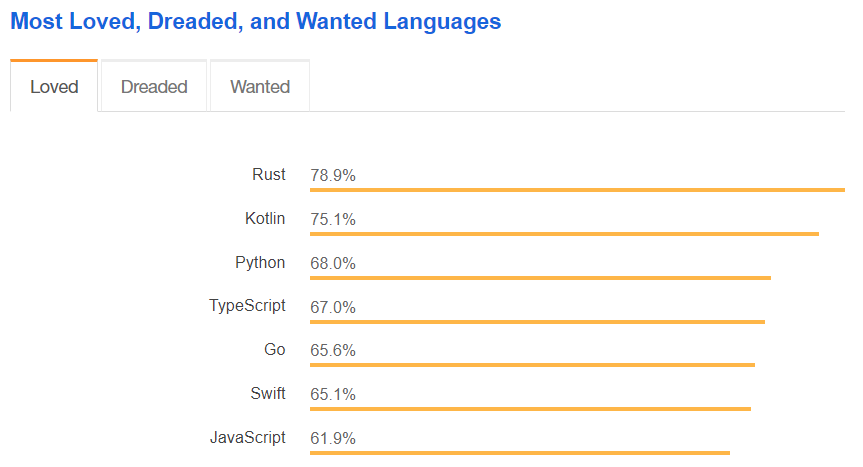 Most Loved, Dreaded, and Wanted Languages
Loved Dreaded Wanted
Rust 78.9%
Kotlin 75.1%
Python 68.0%
TypeScript 67.0%
Go 65.6%
Swift 65.1%
JavaScript 61.9%